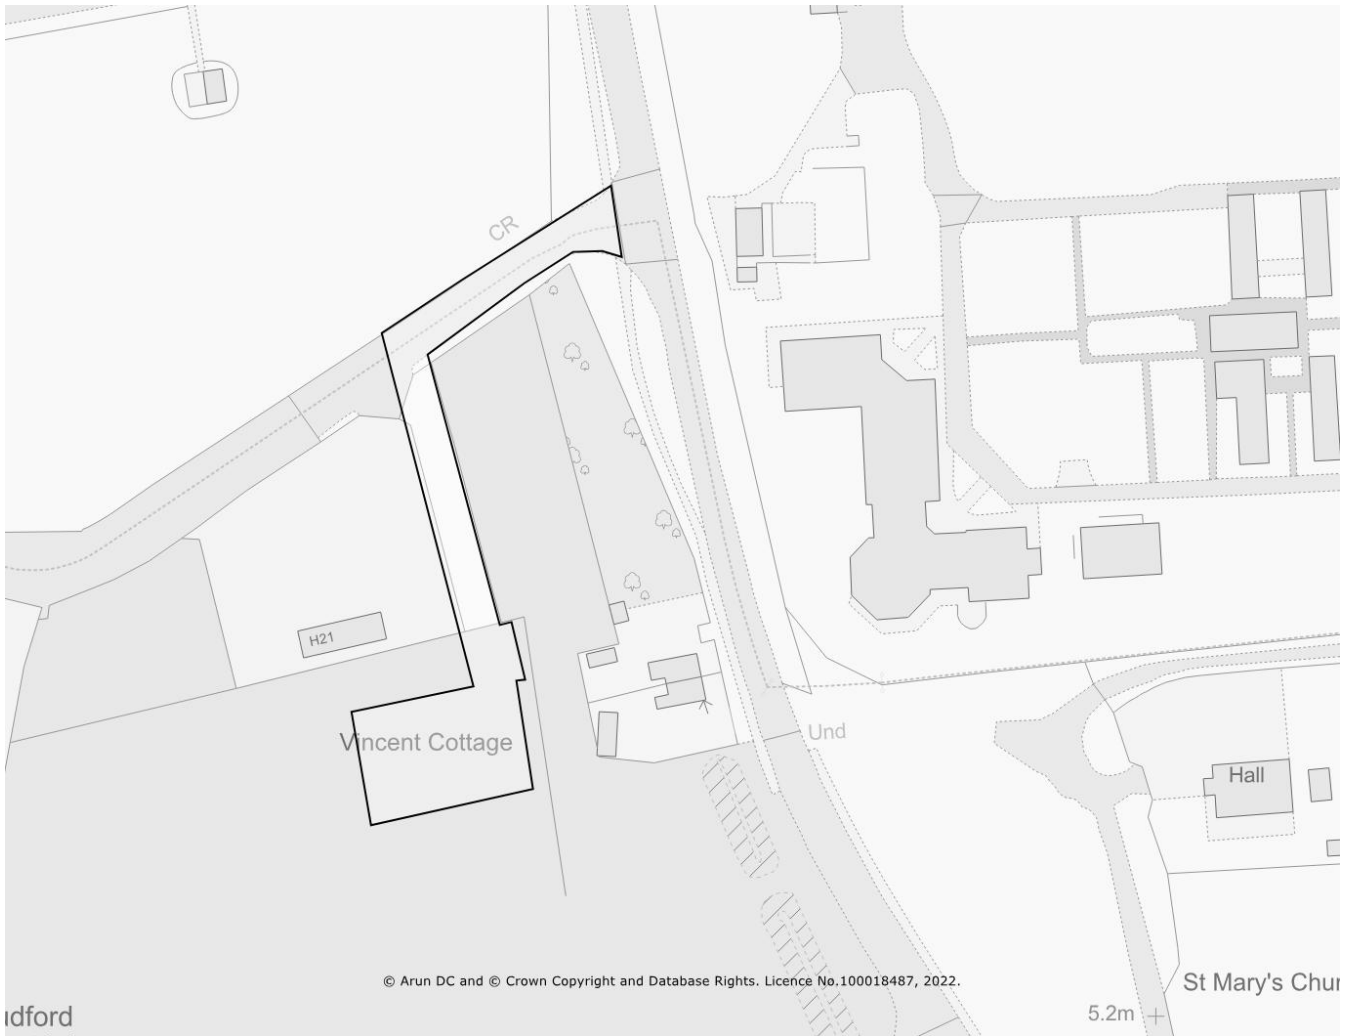 CR
H21
Vincent Cottage
Und
Hall
© Arun DC and © Crown Copyright and Database Rights. Licence No.100018487, 2022.
St Mary's Chur
5.2m
udford